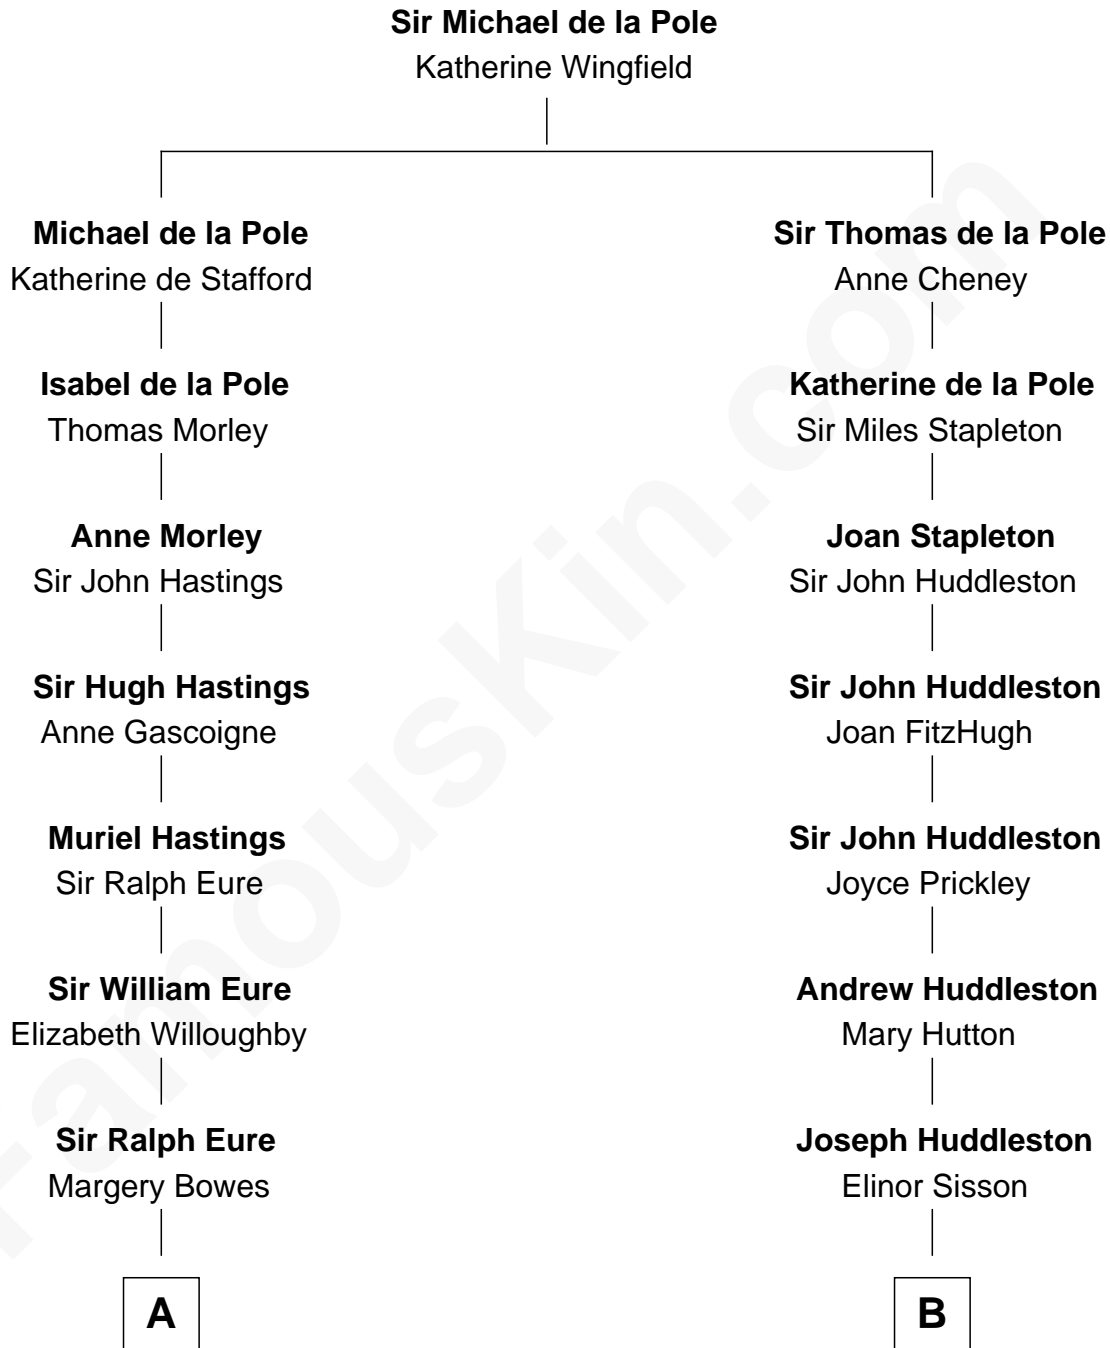 Sir Michael de la Pole
Katherine Wingfield
Michael de la Pole
Katherine de Stafford
Sir Thomas de la Pole
Anne Cheney
Isabel de la Pole
Thomas Morley
Katherine de la Pole
Sir Miles Stapleton
Anne Morley
Sir John Hastings
Joan Stapleton
Sir John Huddleston
Sir Hugh Hastings
Anne Gascoigne
Sir John Huddleston
Joan FitzHugh
Muriel Hastings
Sir Ralph Eure
Sir John Huddleston
Joyce Prickley
Sir William Eure
Elizabeth Willoughby
Andrew Huddleston
Mary Hutton
Sir Ralph Eure
Margery Bowes
Joseph Huddleston
Elinor Sisson
A
B
FamousKin.com